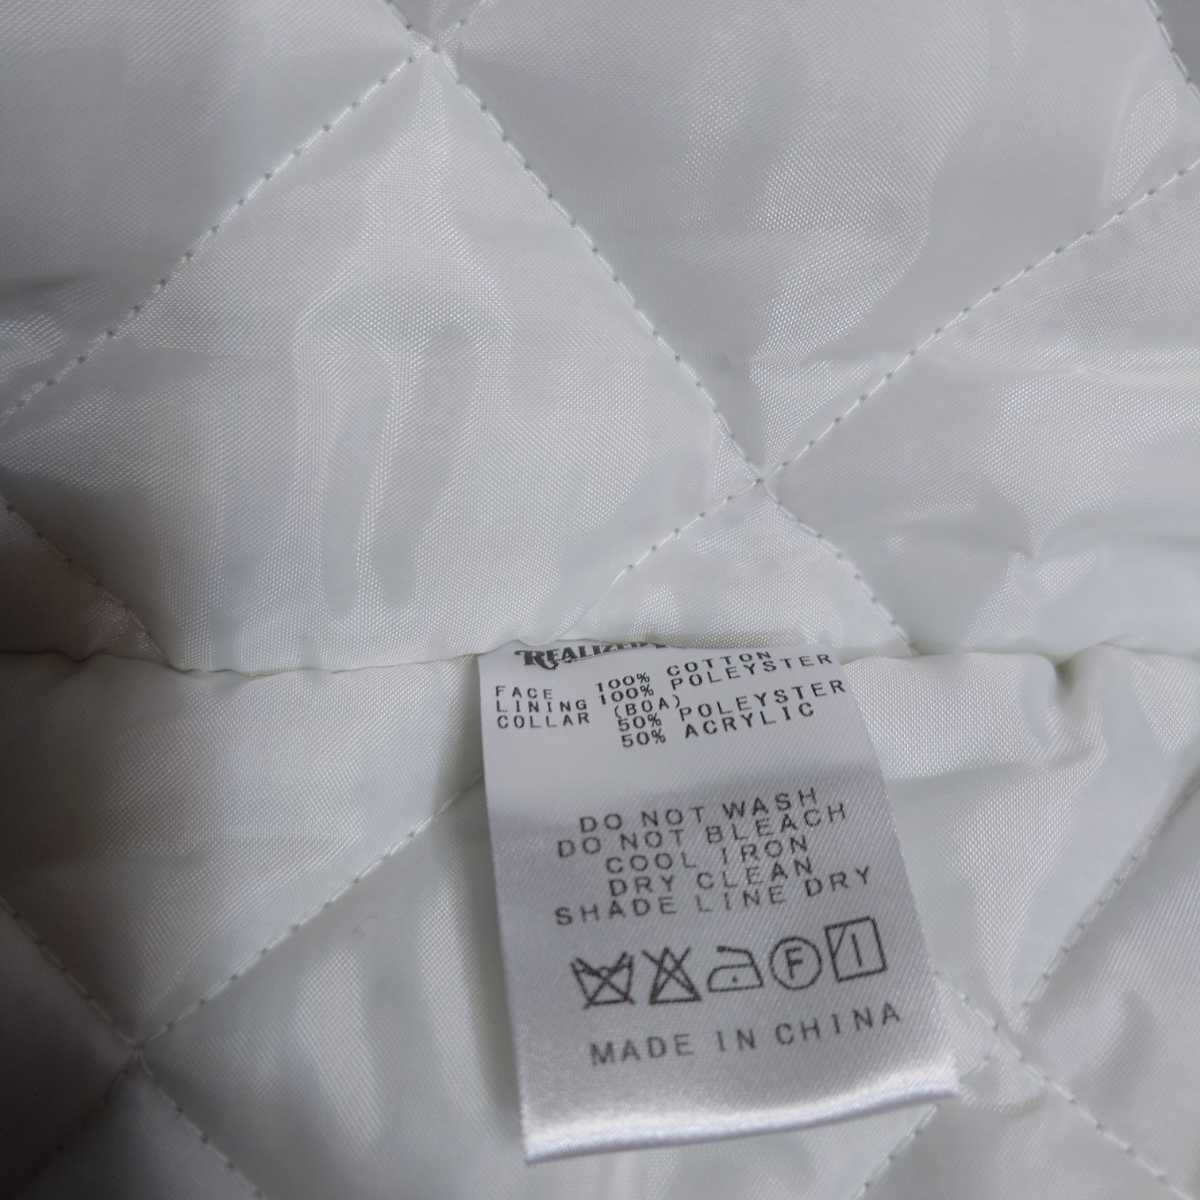 REALIZED
FACE 100% COTTON
LINING 100% POLEYSTER
COLLAR (BOA)
50% POLEYSTER
50% ACRYLIC
DO NOT WASH
DO NOT BLEACH
COOL IRON
DRY CLEAN
SHADE LINE DRY
F
MADE IN CHINA